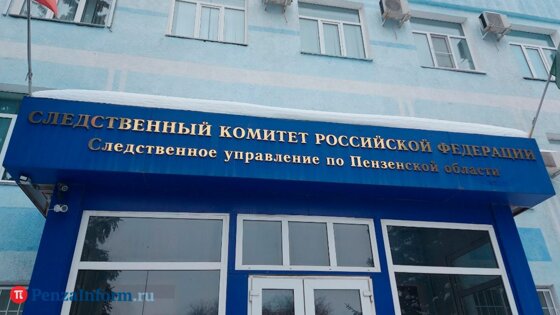 СЛЕДСТВЕННЫЙ КОМИТЕТ РОССИЙСКОЙ ФЕДЕРАЦИИ
Следственное управление по Пензенской области
PenzaInform.ru